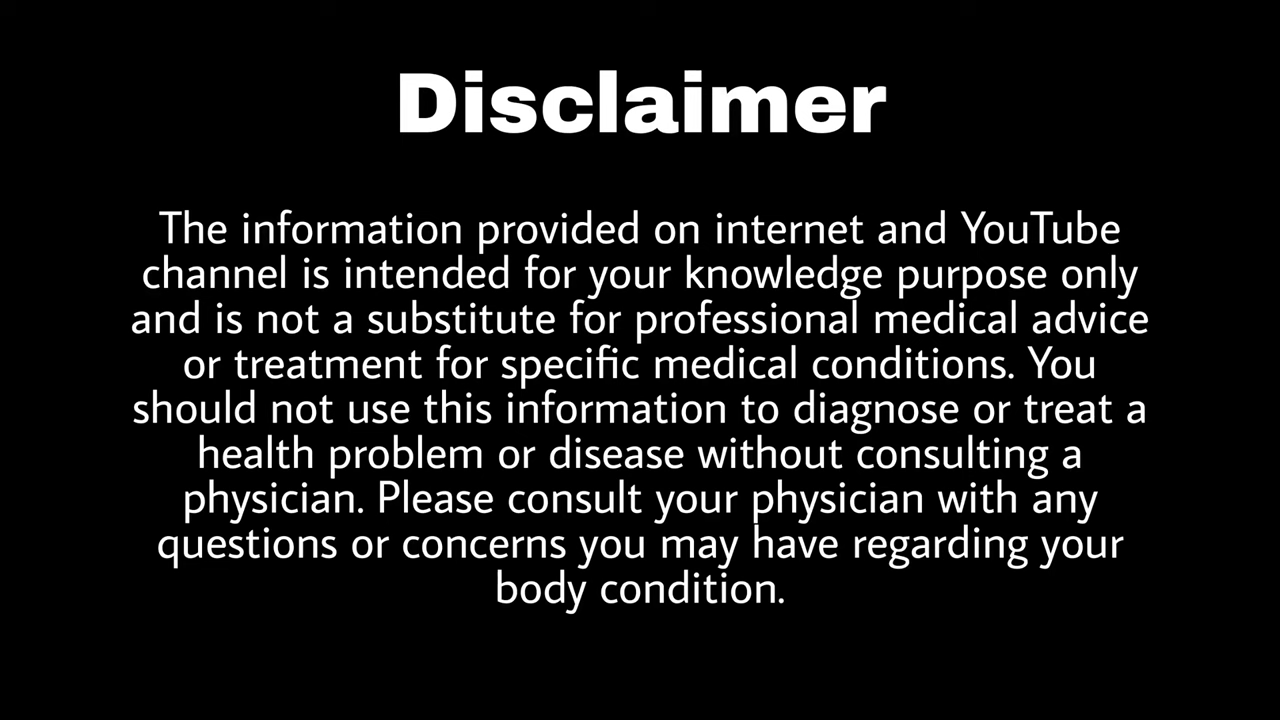 Disclaimer
The information provided on internet and YouTube
channel is intended for your knowledge purpose only
and is not a substitute for professional medical advice
or treatment for specific medical conditions. You
should not use this information to diagnose or treat a
health problem or disease without consulting a
physician. Please consult your physician with any
questions or concerns you may have regarding your
body condition.